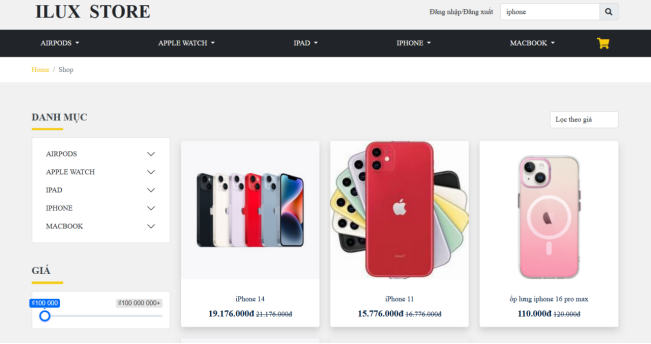 ILUX STORE
Đăng nhập/Đăng xuất iphone
AIRPODS APPLE WATCH IPAD IPHONE MACBOOK
Home / Shop
DANH MỤC
Lọc theo giá
AIRPODS
APPLE WATCH
IPAD
IPHONE
MACBOOK
GIÁ
₫100 000 ₫100 000 000+
iPhone 14
19.176.000đ 21.176.000đ
iPhone 11
15.776.000đ 16.776.000đ
ốp lưng iphone 16 pro max
110.000đ 120.000đ